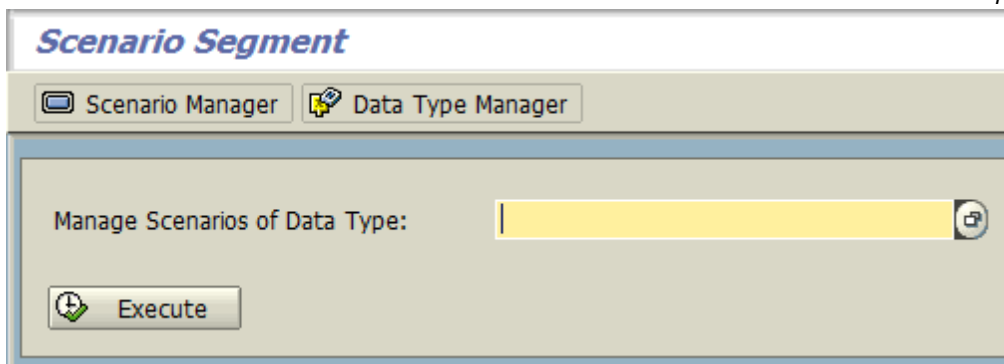 Scenario Segment
Scenario Manager Data Type Manager
Manage Scenarios of Data Type:
Execute